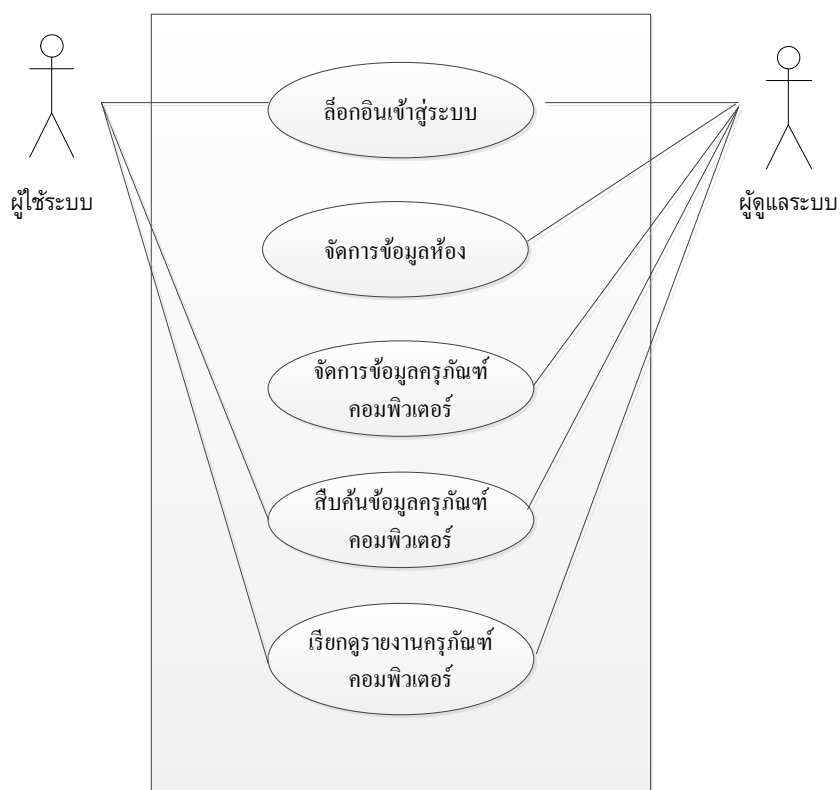 ล็อกอินเข้าสู่ระบบ
ผู้ใช้ระบบ
ผู้ดูแลระบบ
จัดการข้อมูลห้อง
จัดการข้อมูลครุภัณฑ์
คอมพิวเตอร์
สืบค้นข้อมูลครุภัณฑ์
คอมพิวเตอร์
เรียกดูรายงานครุภัณฑ์
คอมพิวเตอร์